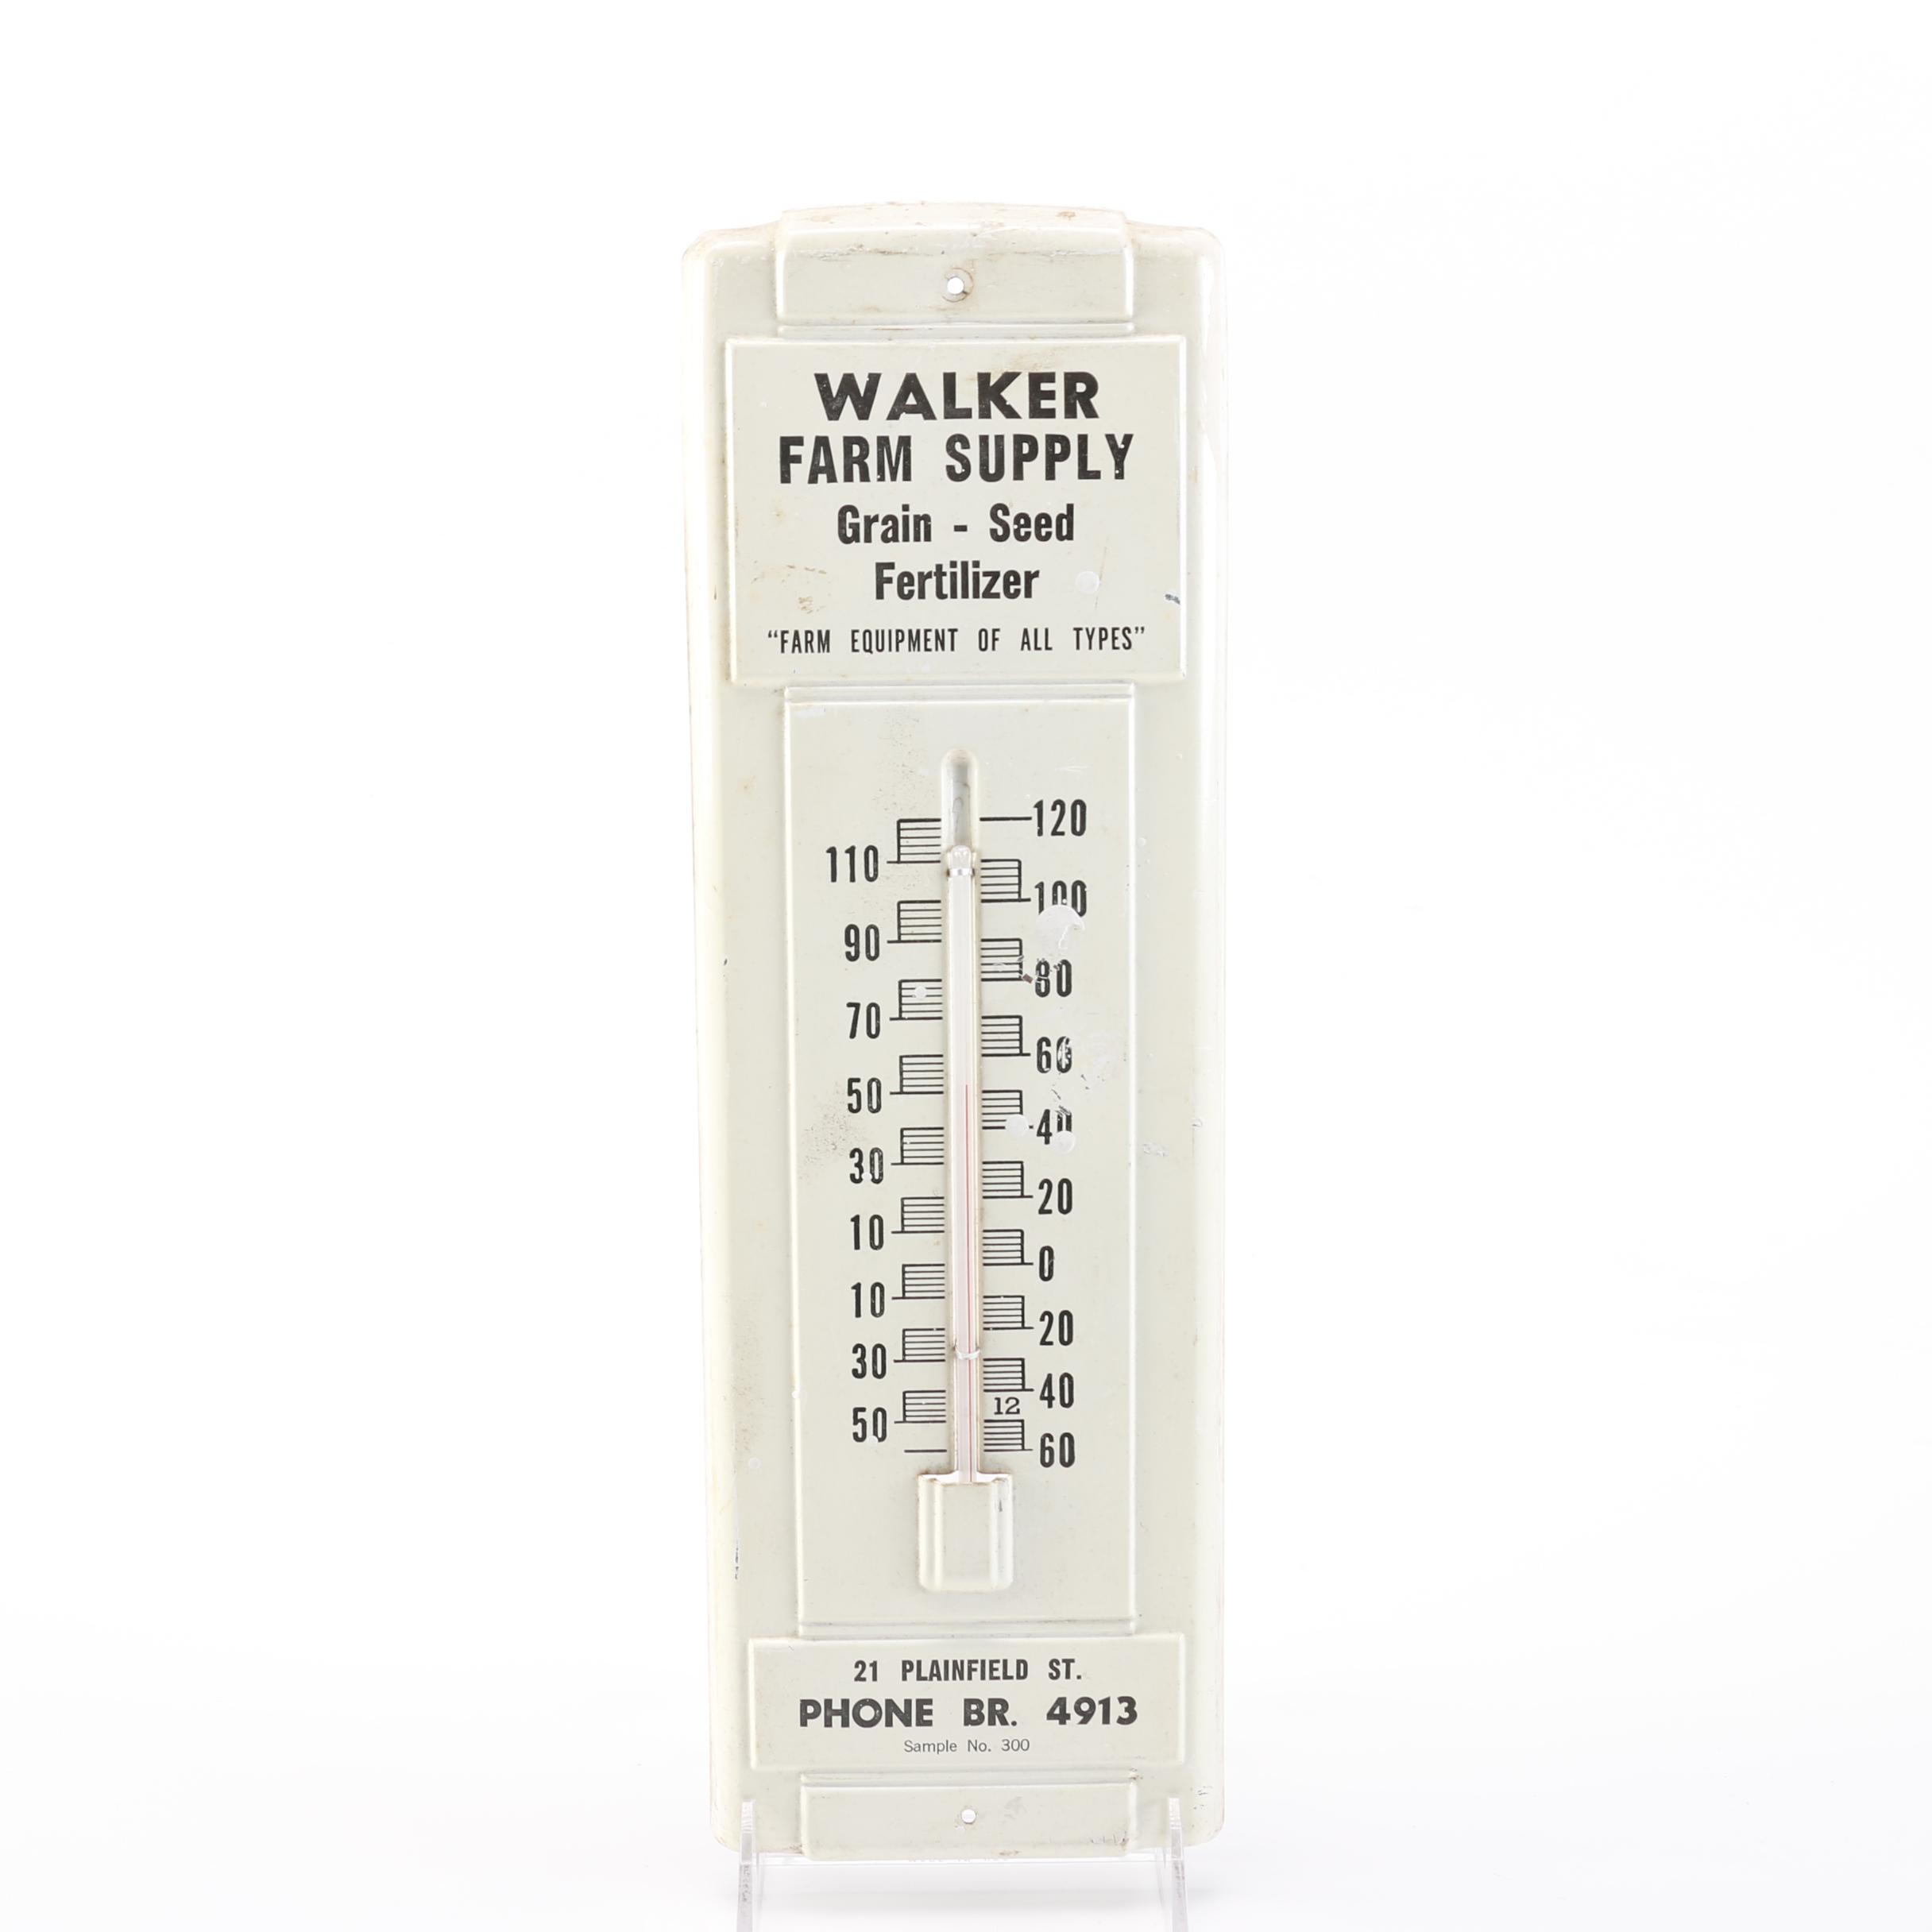 WALKER
FARM SUPPLY
Grain - Seed
Fertilizer
“FARM EQUIPMENT OF ALL TYPES”
120
110
100
90
80
70
60
50
40
30
20
10
0
10
20
30
40
12
50
60
21 PLAINFIELD ST.
PHONE BR. 4913
Sample No. 300